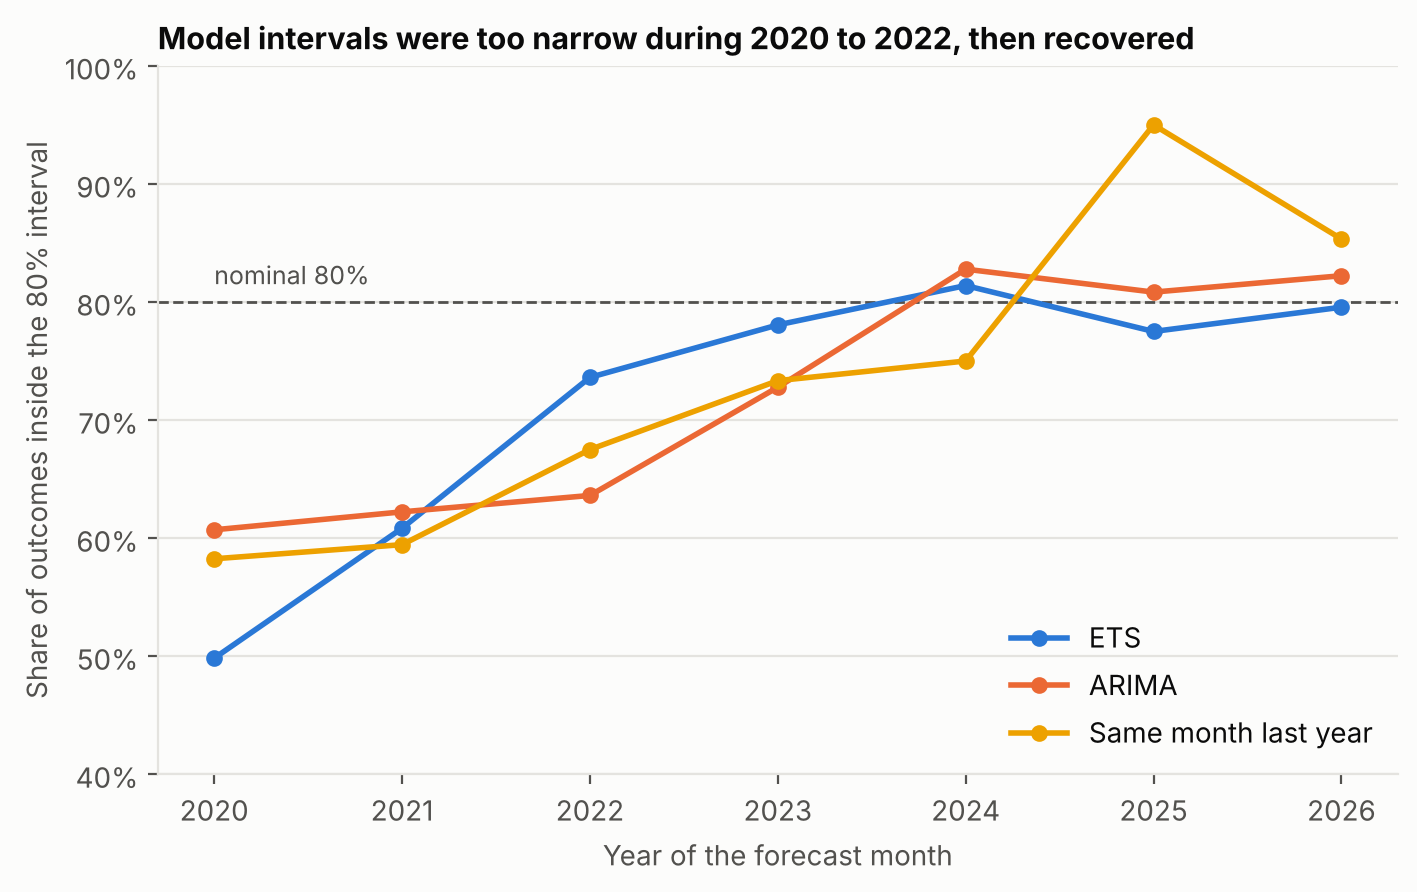 Model intervals were too narrow during 2020 to 2022, then recovered
Share of outcomes inside the 80% interval
100%
90%
80%
70%
60%
50%
40%
nominal 80%
ETS
ARIMA
Same month last year
2020 2021 2022 2023 2024 2025 2026
Year of the forecast month